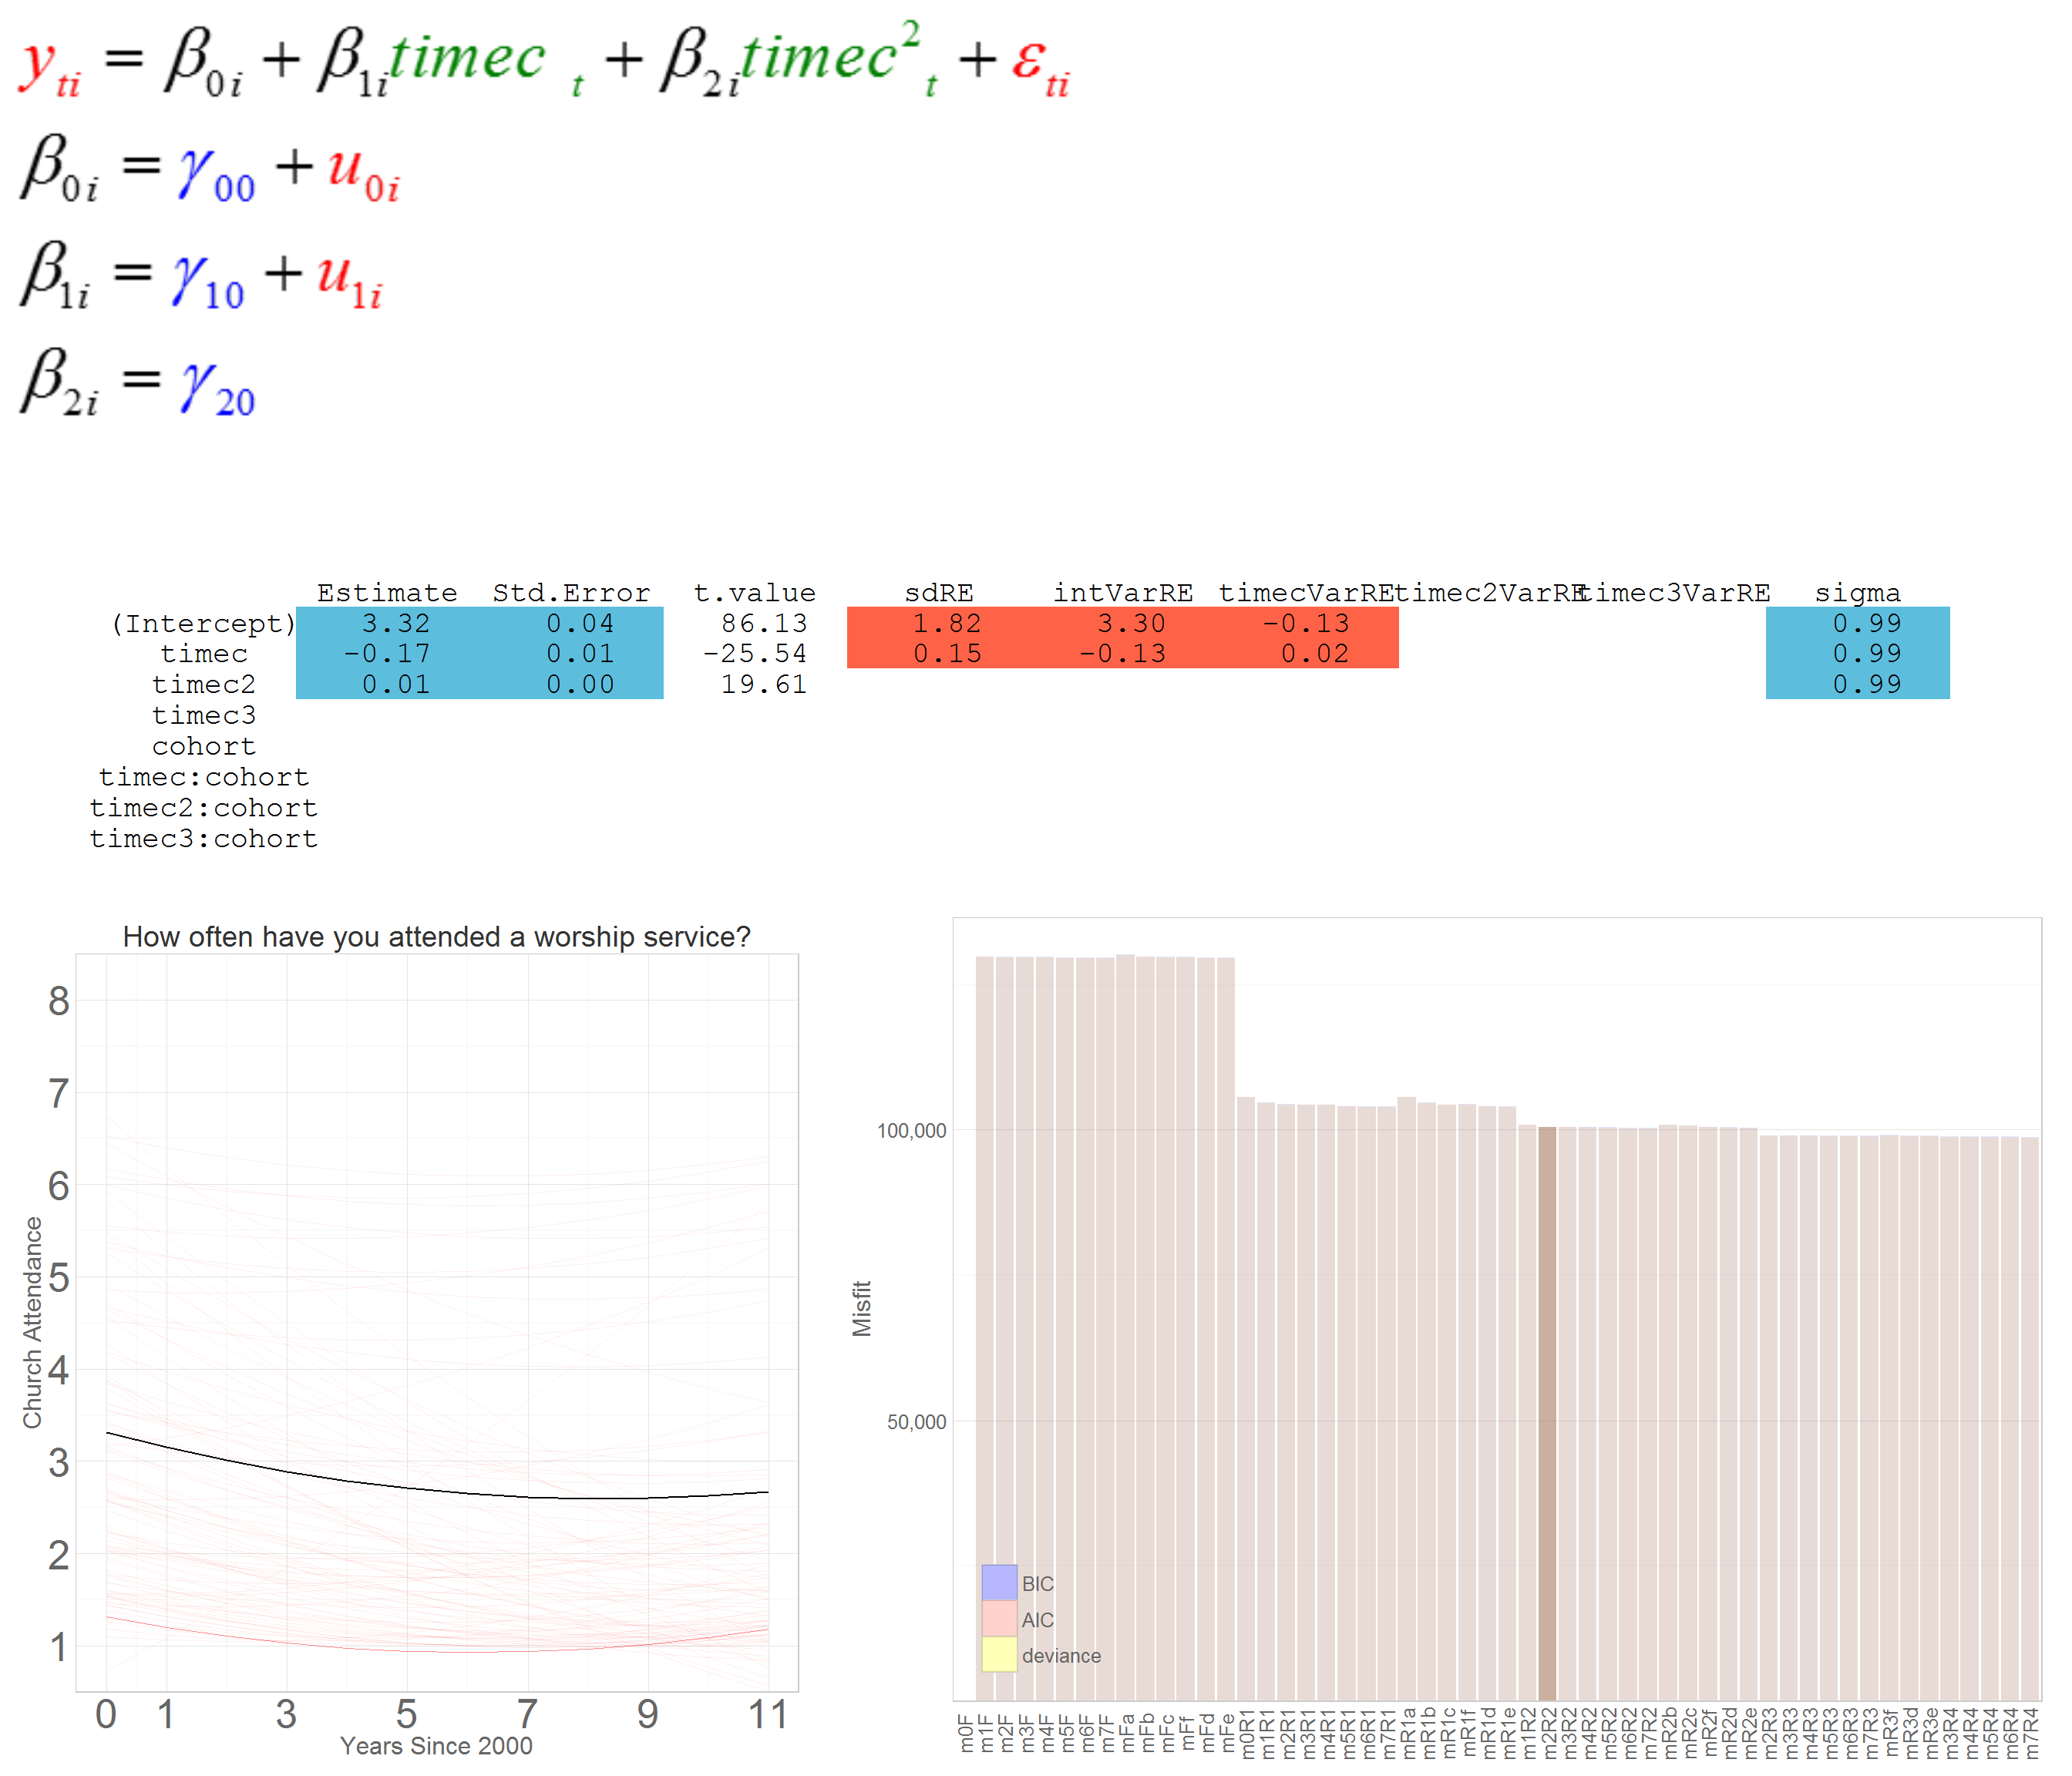 y_ti = β_0i + β_1i timec_t + β_2i timec²_t + ε_ti
β_0i = γ_00 + u_0i
β_1i = γ_10 + u_1i
β_2i = γ_20
Estimate Std.Error t.value sdRE intVarRE timecVarRE timec2VarRE timec3VarRE sigma
(Intercept) 3.32 0.04 86.13 1.82 3.30 -0.13 0.99
timec -0.17 0.01 -25.54 0.15 -0.13 0.02 0.99
timec2 0.01 0.00 19.61 0.99
timec3
cohort
timec:cohort
timec2:cohort
timec3:cohort
How often have you attended a worship service?
Church Attendance
8
7
6
5
4
3
2
1
0 1 3 5 7 9 11
Years Since 2000
Misfit
100,000
50,000
BIC
AIC
deviance
m0F m1F m2F m3F m4F m5F m6F m7F mFa mFb mFc mFf mFd mFe m0R1 m1R1 m2R1 m3R1 m4R1 m5R1 m6R1 m7R1 mR1a mR1b mR1c mR1f mR1d mR1e m1R2 m2R2 m3R2 m4R2 m5R2 m6R2 m7R2 mR2b mR2c mR2f mR2d mR2e m2R3 m3R3 m4R3 m5R3 m6R3 m7R3 mR3f mR3d mR3e m3R4 m4R4 m5R4 m6R4 m7R4